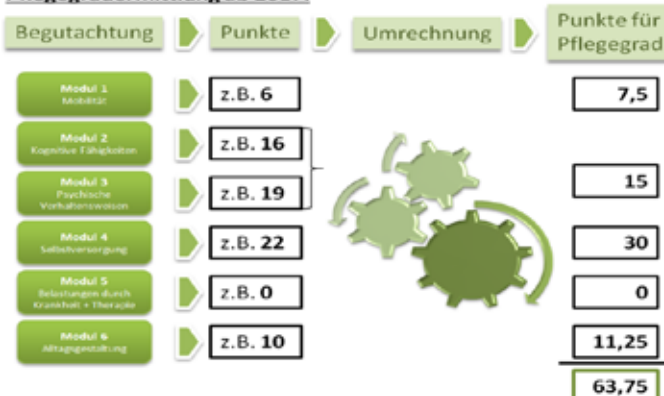 Begutachtung
Punkte
Umrechnung
Punkte für
Pflegegrad
Modul 1
Mobilität
z.B. 6
7,5
Modul 2
Kognitive Fähigkeiten
z.B. 16
Modul 3
Psychische
Verhaltensweisen
z.B. 19
15
Modul 4
Selbstversorgung
z.B. 22
30
Modul 5
Belastungen durch
Krankheit + Therapie
z.B. 0
0
Modul 6
Alltagsgestaltung
z.B. 10
11,25
63,75